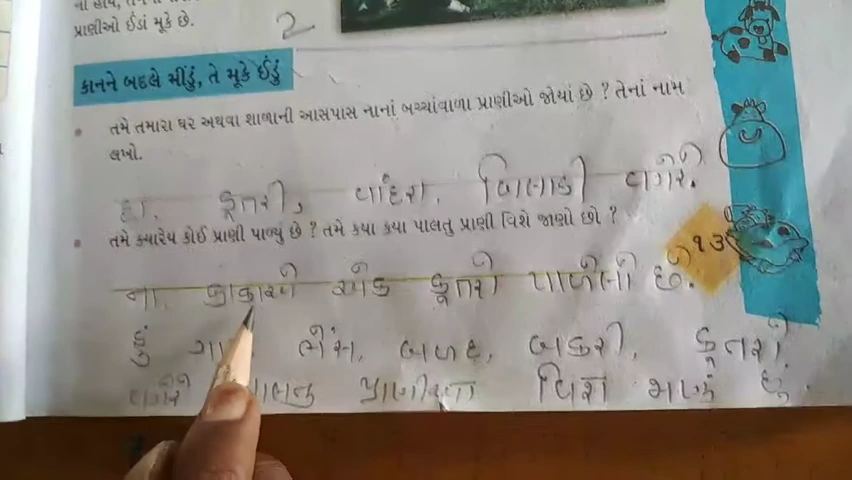 પ્રાણીઓ ઈંડાં મૂકે છે.
2
કાનને બદલે મીંડું, તે મૂકે ઈંડું
તમે તમારા ઘર અથવા શાળાની આસપાસ નાનાં બચ્ચાંવાળા પ્રાણીઓ જોયાં છે ? તેનાં નામ
લખો.
હા. કૂતરી, વાંદરા, બિલાડી વગેરે.
તમે ક્યારેય કોઈ પ્રાણી પાળ્યું છે ? તમે કયા કયા પાલતુ પ્રાણી વિશે જાણો છો ?
૧૩
ના. કાકાએ એક કૂતરો પાળેલો છે.
હું ભેંસ, બળદ, બકરી, કૂતરો,
વગેરે વિશે જાણું છું.